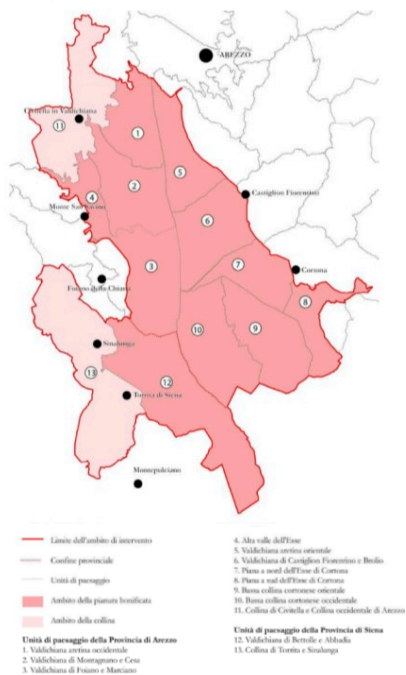 AREZZO
Civitella in Valdichiana
11
1
2
5
4
Castiglion Fiorentino
Monte San Savino
6
3
7
Cortona
Foiano della Chiana
8
10
9
Sinalunga
13
12
Torrita di Siena
Montepulciano
Limite dell'ambito di intervento
Confine provinciale
Unità di paesaggio
Ambito della pianura bonificata
Ambito della collina
Unità di paesaggio della Provincia di Arezzo
1. Valdichiana aretina occidentale
2. Valdichiana di Montagnano e Cesa
3. Valdichiana di Foiano e Marciano
4. Alta valle dell'Esse
5. Valdichiana aretina orientale
6. Valdichiana di Castiglion Fiorentino e Brolio
7. Piana a nord dell'Esse di Cortona
8. Piana a sud dell'Esse di Cortona
9. Bassa collina cortonese orientale
10. Bassa collina cortonese occidentale
11. Collina di Civitella e Collina occidentale di Arezzo
Unità di paesaggio della Provincia di Siena
12. Valdichiana di Bettolle e Abbadia
13. Collina di Torrita e Sinalunga